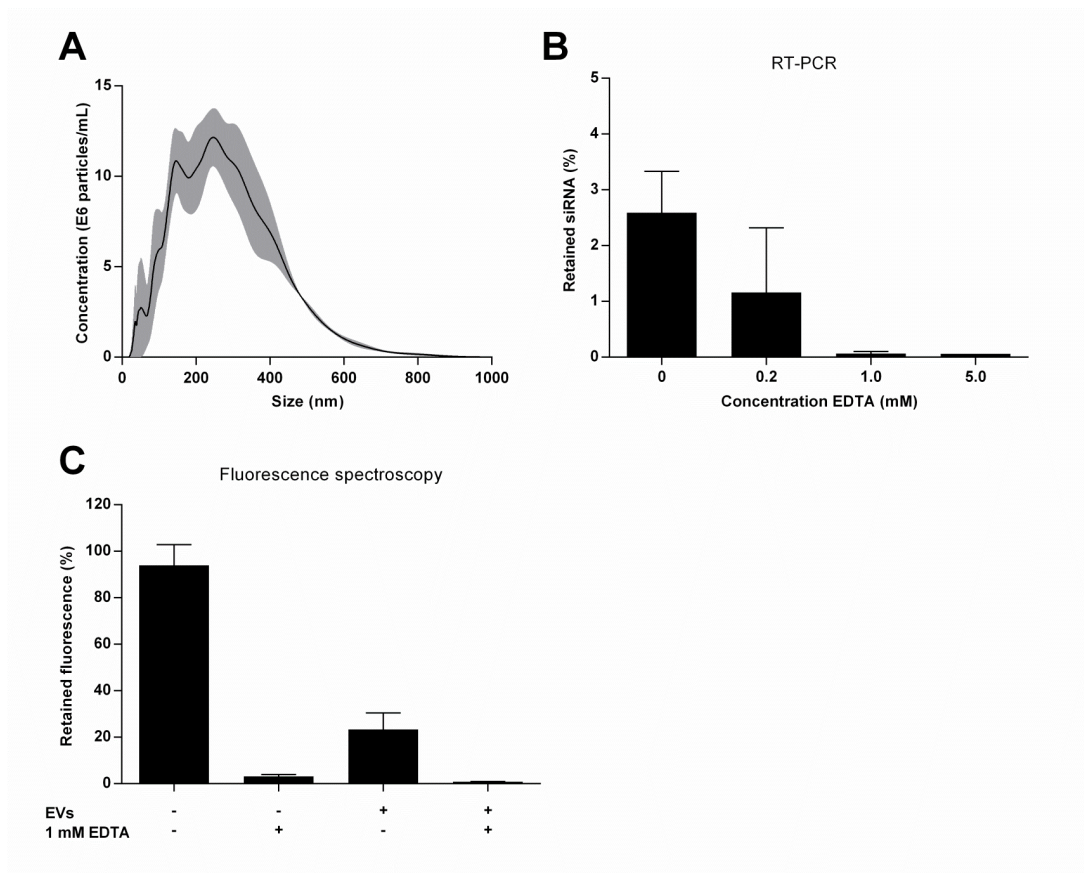 A
Concentration (E6 particles/mL)
15
10
5
0
0 200 400 600 800 1000
Size (nm)
B
RT-PCR
Retained siRNA (%)
5
4
3
2
1
0
0 0.2 1.0 5.0
Concentration EDTA (mM)
C
Fluorescence spectroscopy
Retained fluorescence (%)
120
100
80
60
40
20
0
EVs - - + +
1 mM EDTA - + - +